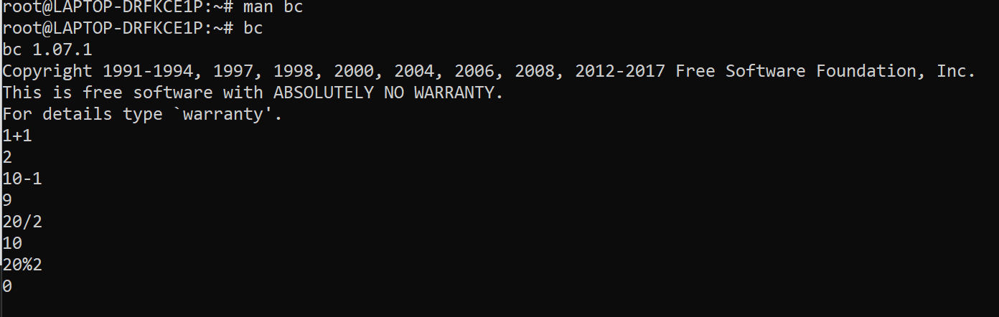 root@LAPTOP-DRFKCE1P:~# man bc
root@LAPTOP-DRFKCE1P:~# bc
bc 1.07.1
Copyright 1991-1994, 1997, 1998, 2000, 2004, 2006, 2008, 2012-2017 Free Software Foundation, Inc.
This is free software with ABSOLUTELY NO WARRANTY.
For details type `warranty'.
1+1
2
10-1
9
20/2
10
20%2
0